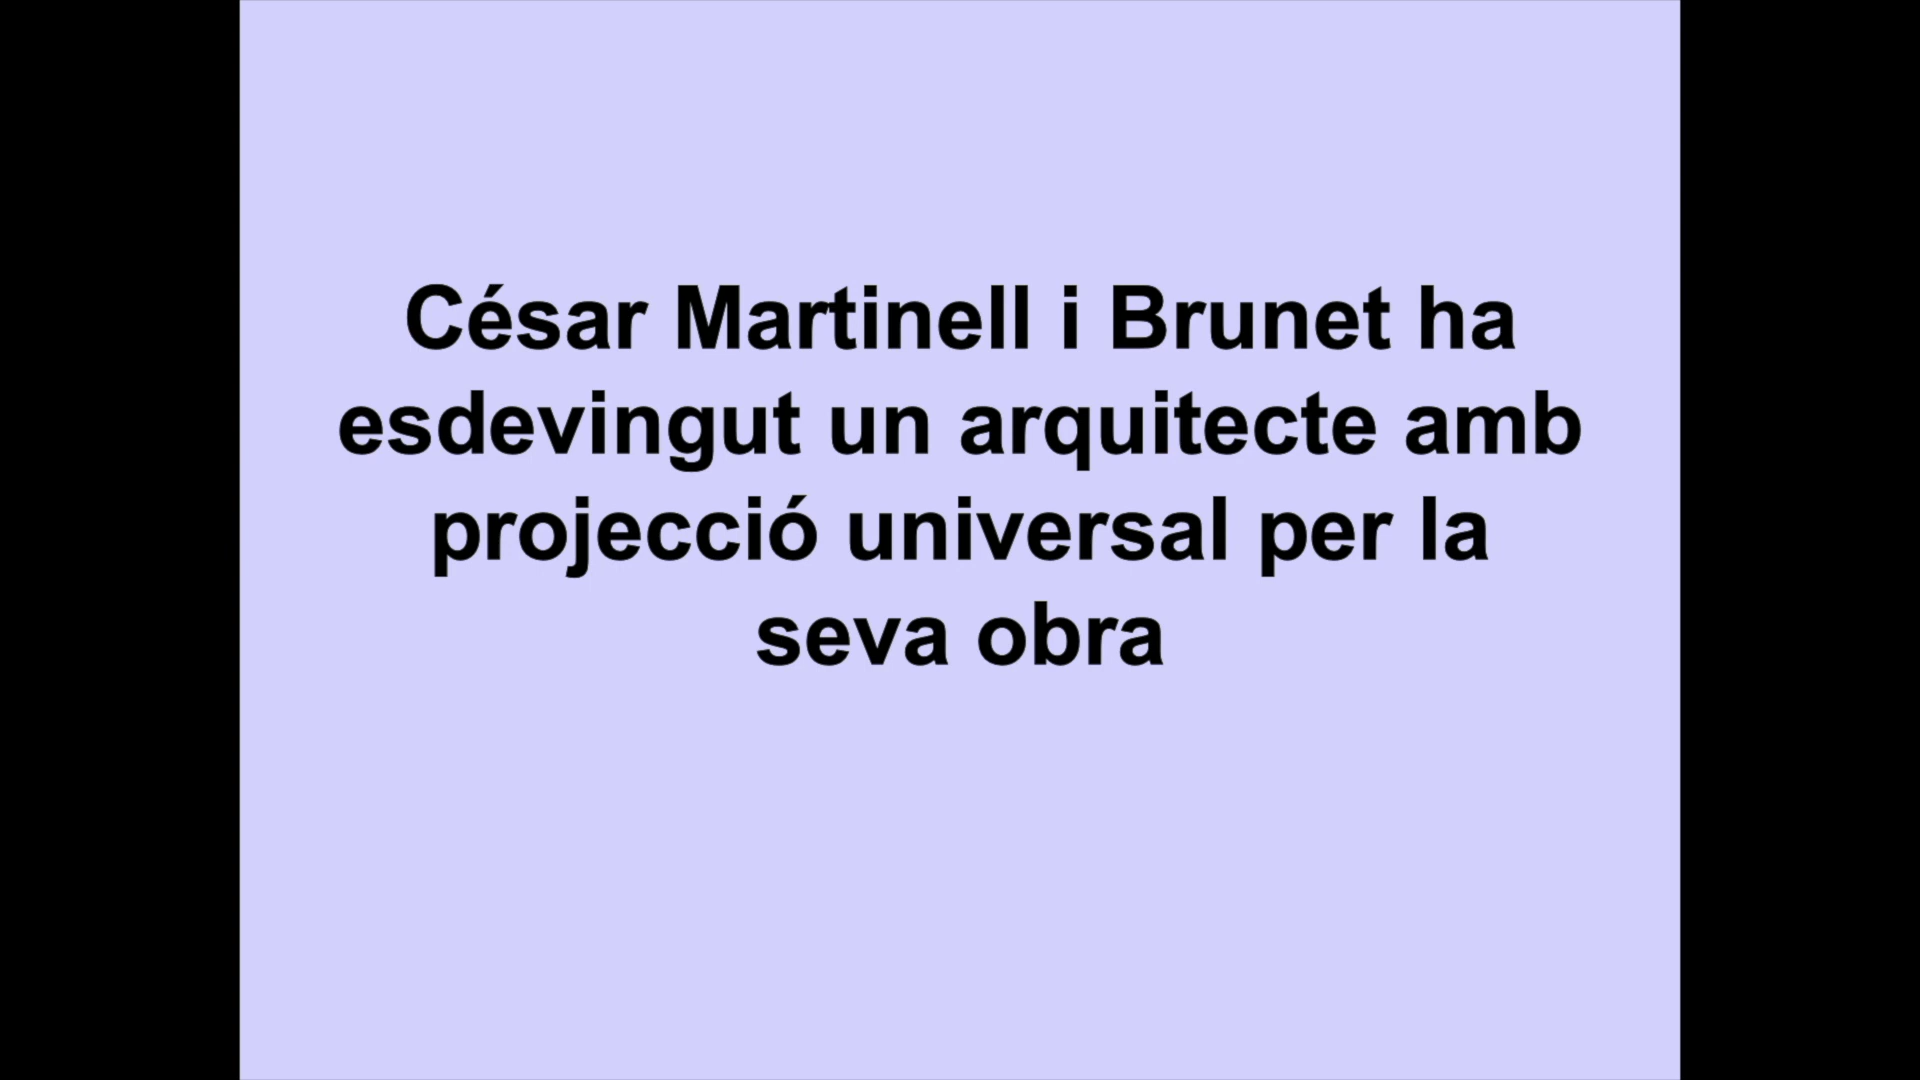 César Martinell i Brunet ha
esdevingut un arquitecte amb
projecció universal per la
seva obra